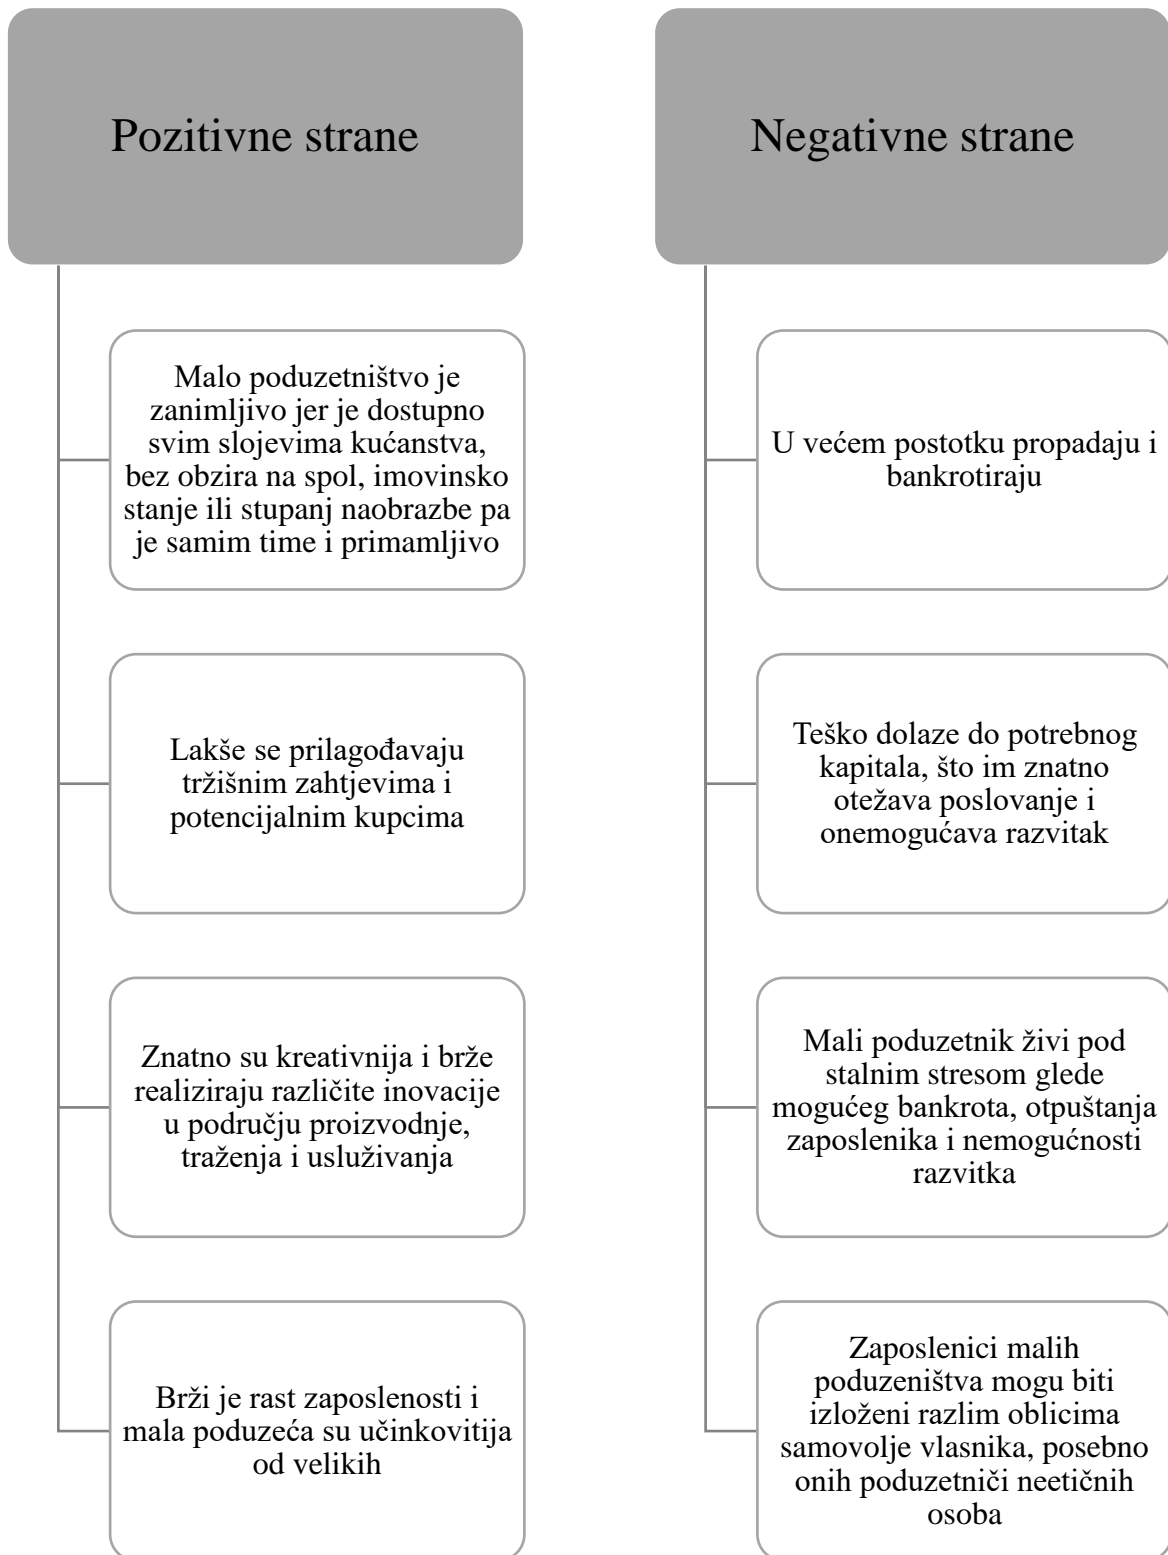 Pozitivne strane
Malo poduzetništvo je
zanimljivo jer je dostupno
svim slojevima kućanstva,
bez obzira na spol, imovinsko
stanje ili stupanj naobrazbe pa
je samim time i primamljivo
Lakše se prilagođavaju
tržišnim zahtjevima i
potencijalnim kupcima
Znatno su kreativnija i brže
realiziraju različite inovacije
u području proizvodnje,
traženja i usluživanja
Brži je rast zaposlenosti i
mala poduzeća su učinkovitija
od velikih
Negativne strane
U većem postotku propadaju i
bankrotiraju
Teško dolaze do potrebnog
kapitala, što im znatno
otežava poslovanje i
onemogućava razvitak
Mali poduzetnik živi pod
stalnim stresom glede
mogućeg bankrota, otpuštanja
zaposlenika i nemogućnosti
razvitka
Zaposlenici malih
poduzeništva mogu biti
izloženi razlim oblicima
samovolje vlasnika, posebno
onih poduzetniči neetičnih
osoba